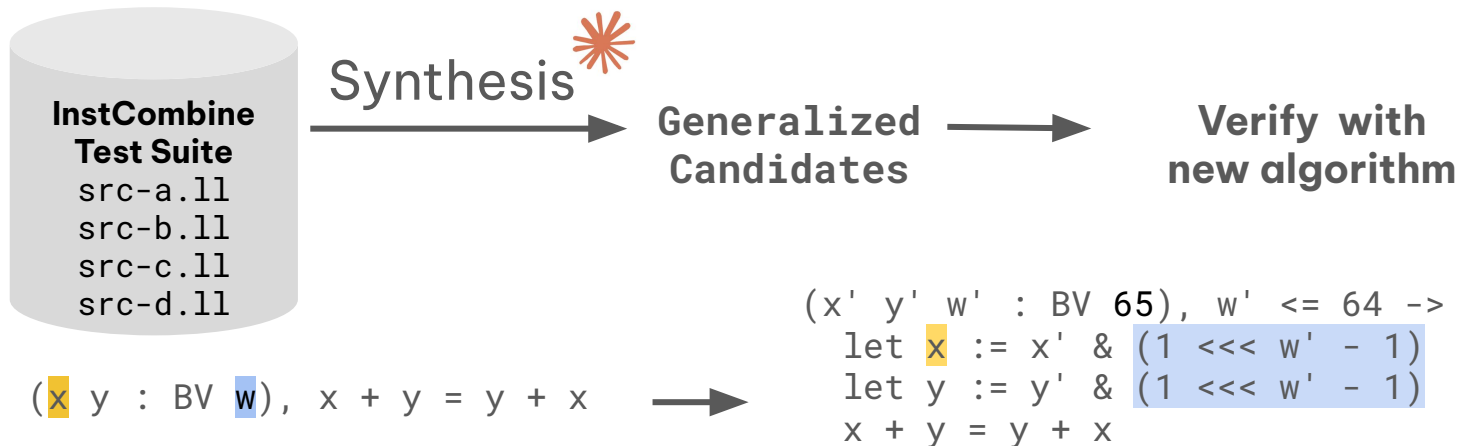 InstCombine
Test Suite
src-a.ll
src-b.ll
src-c.ll
src-d.ll
Synthesis
Generalized
Candidates
Verify with
new algorithm
(x y : BV w), x + y = y + x
(x' y' w' : BV 65), w' <= 64 ->
let x := x' & (1 <<< w' - 1)
let y := y' & (1 <<< w' - 1)
x + y = y + x